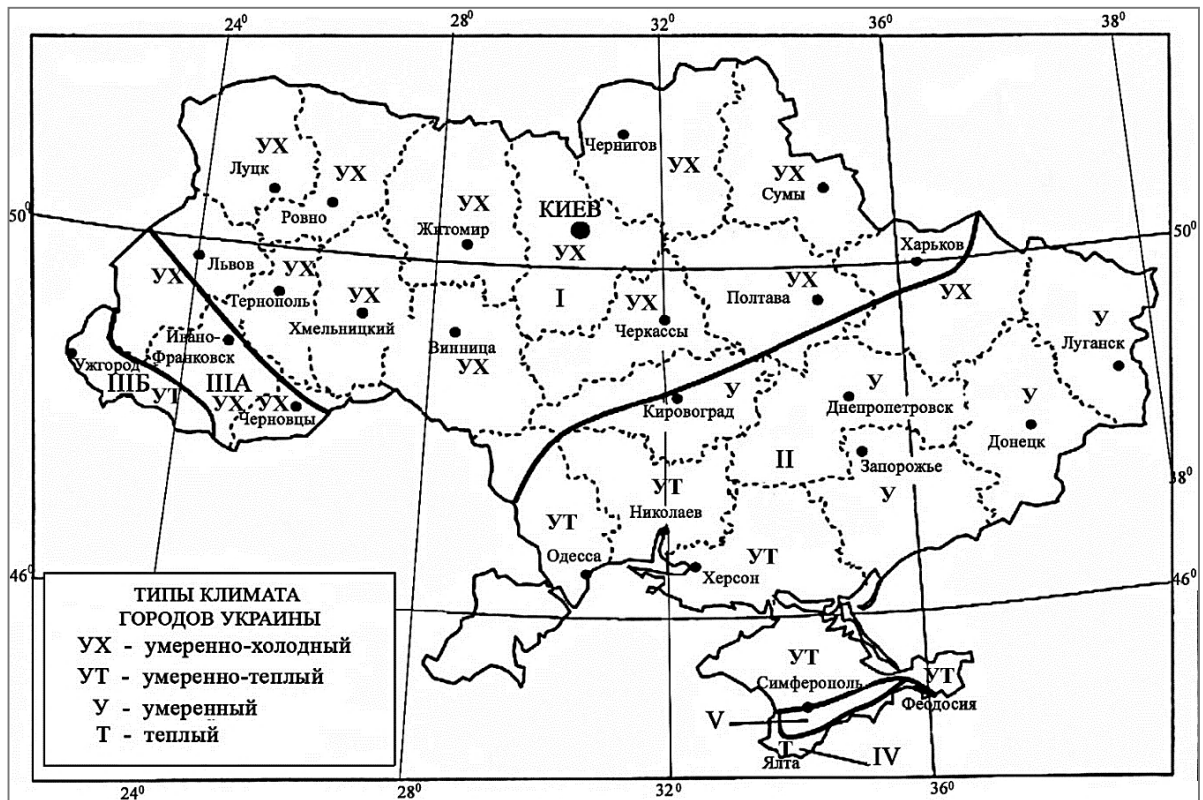 24⁰ 28⁰ 32⁰ 36⁰ 38⁰
Чернигов
УХ
Луцк
УХ
УХ
УХ
Сумы
50⁰
Ровно
УХ
Житомир
КИЕВ
УХ
50⁰
Харьков
Львов
УХ
УХ
Тернополь
УХ
Хмельницкий
I
УХ
Черкассы
Полтава
УХ
УХ
Винница
УХ
У
Луганск
Ивано-
Франковск
Ужгород
IIIБ
УТ
IIIА
УХ
УХ
Черновцы
У
Кировоград
У
Днепропетровск
Донецк
У
II
Запорожье
У
38⁰
УТ
Николаев
УТ
Одесса
УТ
Херсон
46⁰
46⁰
ТИПЫ КЛИМАТА
ГОРОДОВ УКРАИНЫ
УХ - умеренно-холодный
УТ - умеренно-теплый
У - умеренный
Т - теплый
УТ
Симферополь
УТ
Феодосия
V
Т
Ялта
IV
24⁰ 28⁰ 32⁰ 36⁰